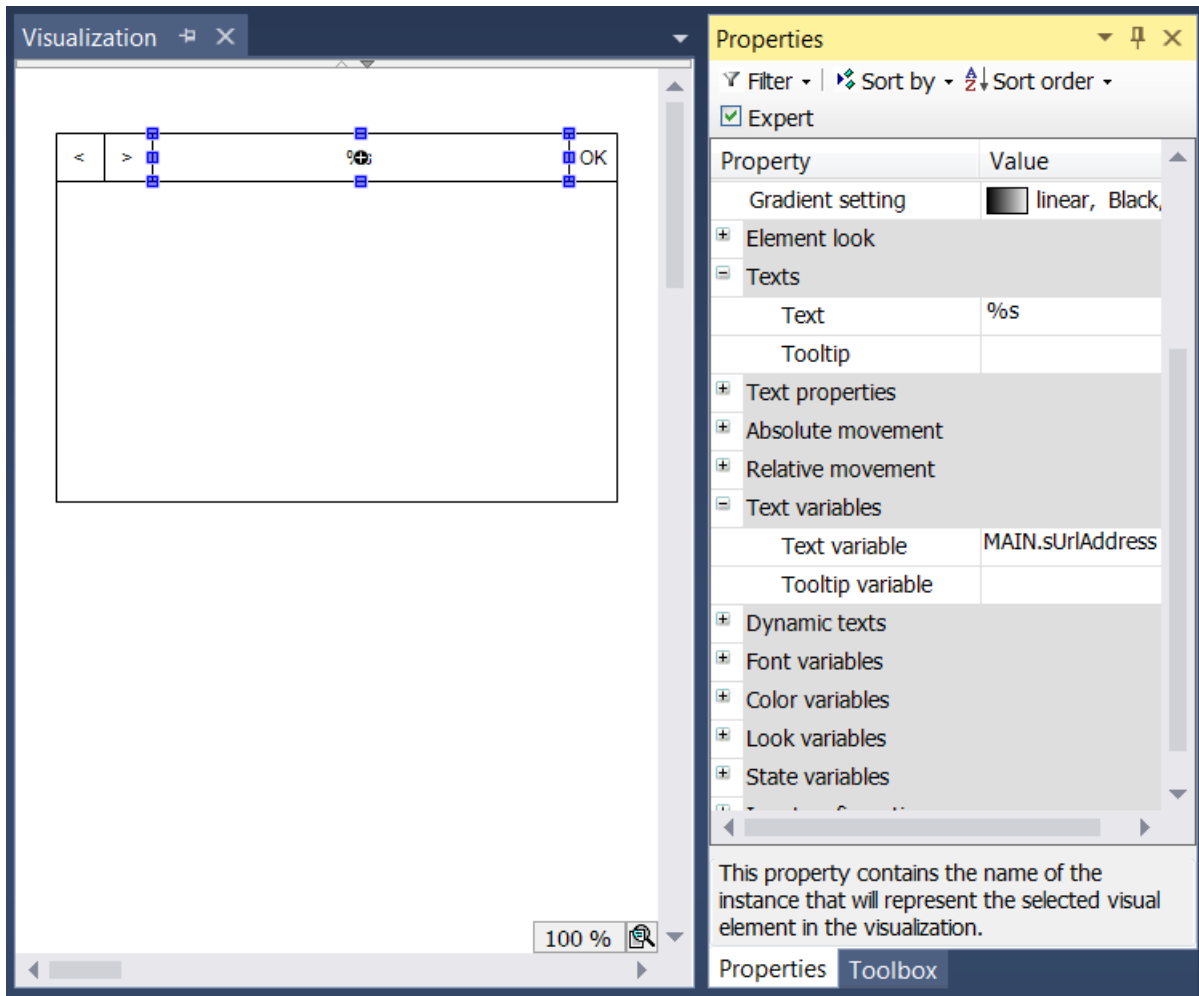 Visualization
< > %s OK
100 %
Properties
Filter Sort by Sort order
Expert
Property Value
Gradient setting linear, Black,
Element look
Texts
Text %s
Tooltip
Text properties
Absolute movement
Relative movement
Text variables
Text variable MAIN.sUrlAddress
Tooltip variable
Dynamic texts
Font variables
Color variables
Look variables
State variables
This property contains the name of the
instance that will represent the selected visual
element in the visualization.
Properties Toolbox